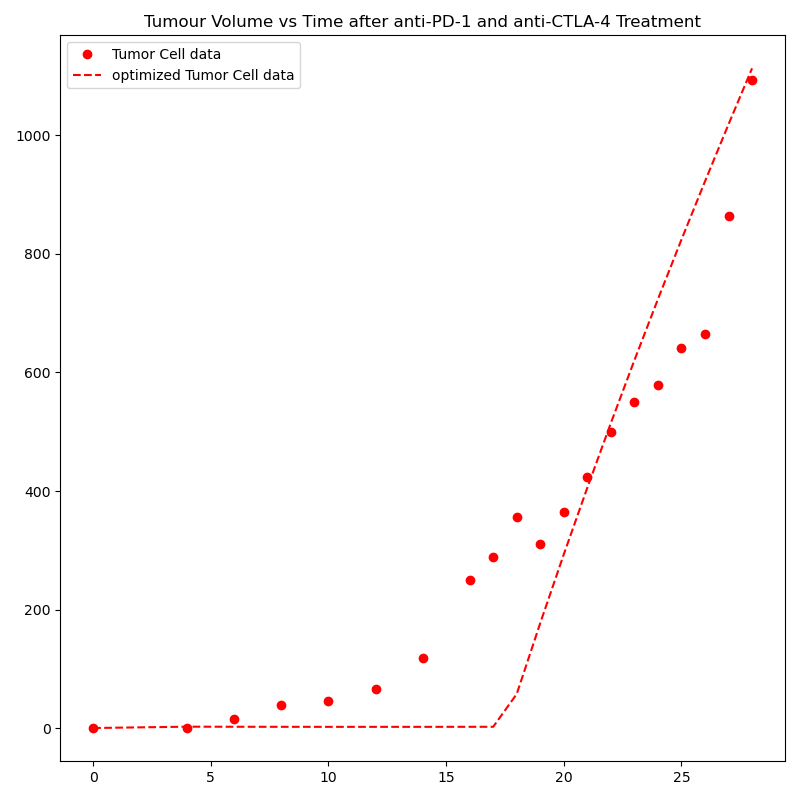 Tumour Volume vs Time after anti-PD-1 and anti-CTLA-4 Treatment
Tumor Cell data
optimized Tumor Cell data
1000
800
600
400
200
0
0 5 10 15 20 25